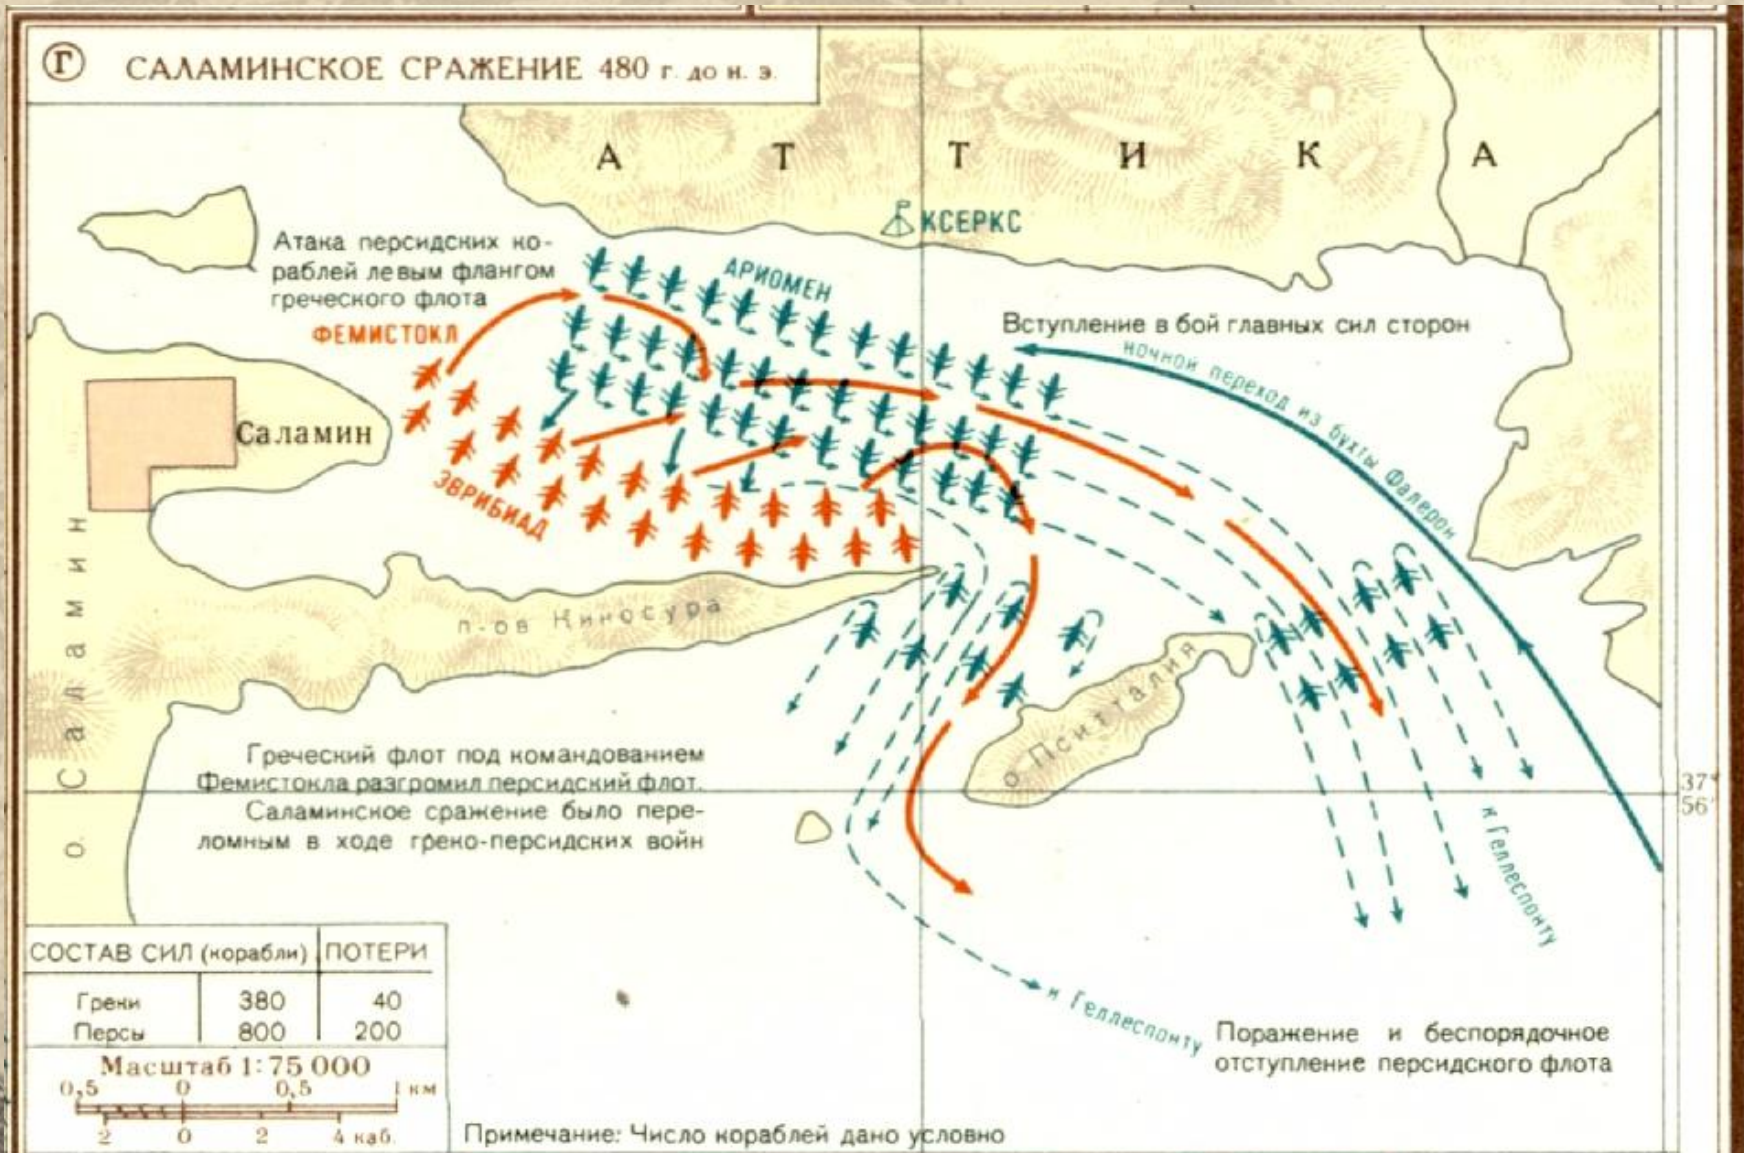 Г САЛАМИНСКОЕ СРАЖЕНИЕ 480 г. до н. э.
АТТИКА
КСЕРКС
Атака персидских ко-
раблей левым флангом
греческого флота
АРИОМЕН
ФЕМИСТОКЛ
Вступление в бой главных сил сторон
ночной переход из бухты Фалерон
Саламин
ЭВРИБИАД
о. Саламин
п-ов Киносура
о. Пситталия
Греческий флот под командованием
Фемистокла разгромил персидский флот.
Саламинское сражение было пере-
ломным в ходе греко-персидских войн
37°
56'
к Геллеспонту
к Геллеспонту
Поражение и беспорядочное
отступление персидского флота
СОСТАВ СИЛ (корабли) ПОТЕРИ
Греки 380 40
Персы 800 200
Масштаб 1:75 000
0,5 0 0,5 1 км
2 0 2 4 каб.
Примечание: Число кораблей дано условно